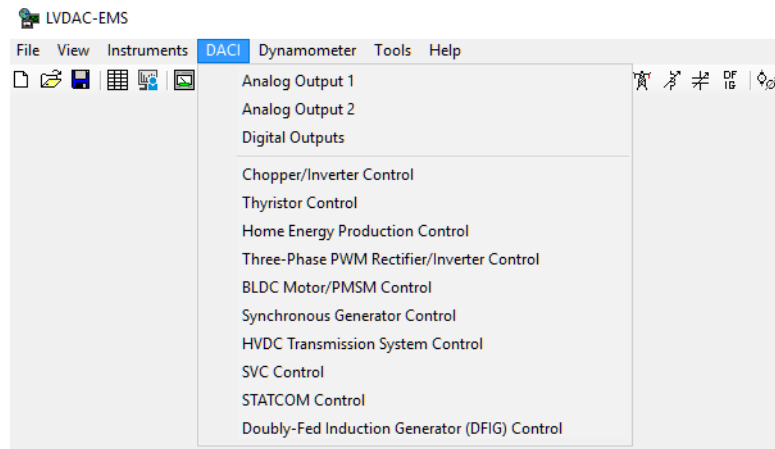 LVDAC-EMS
File View Instruments DACI Dynamometer Tools Help
DF
IG
Analog Output 1
Analog Output 2
Digital Outputs
Chopper/Inverter Control
Thyristor Control
Home Energy Production Control
Three-Phase PWM Rectifier/Inverter Control
BLDC Motor/PMSM Control
Synchronous Generator Control
HVDC Transmission System Control
SVC Control
STATCOM Control
Doubly-Fed Induction Generator (DFIG) Control